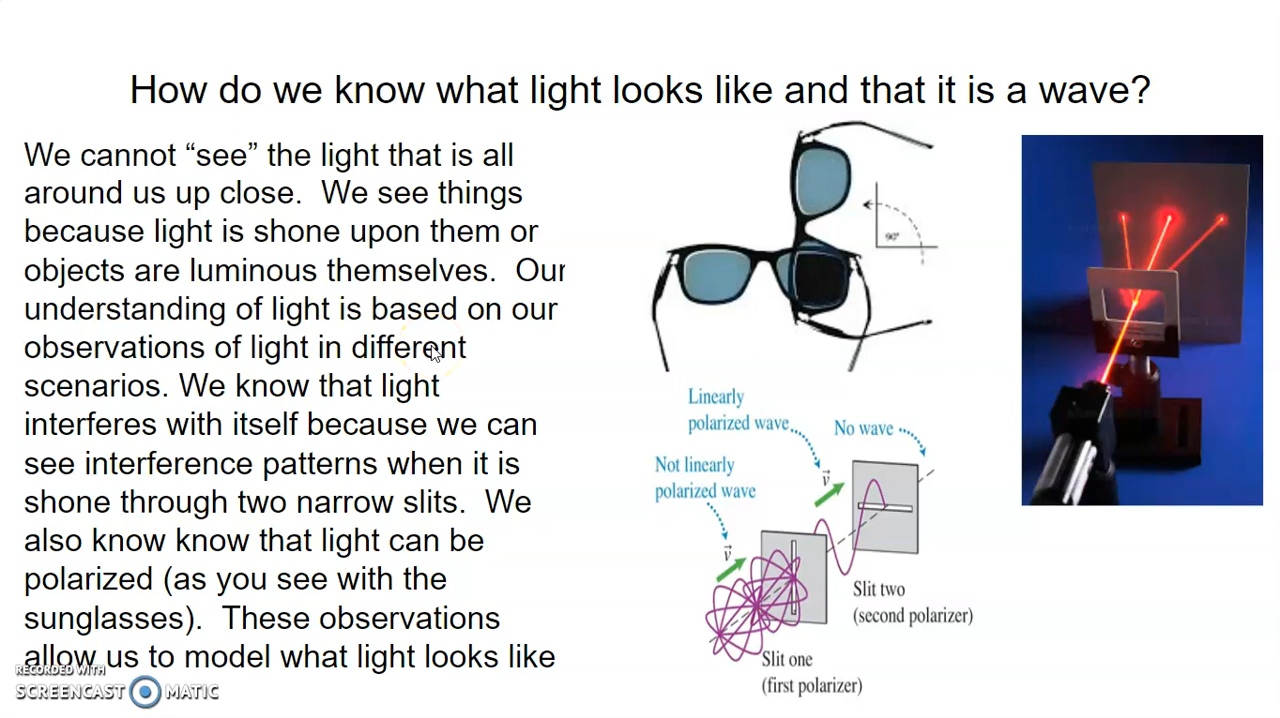 How do we know what light looks like and that it is a wave?
We cannot “see” the light that is all
around us up close.  We see things
because light is shone upon them or
objects are luminous themselves.  Our
understanding of light is based on our
observations of light in different
scenarios. We know that light
interferes with itself because we can
see interference patterns when it is
shone through two narrow slits.  We
also know know that light can be
polarized (as you see with the
sunglasses).  These observations
allow us to model what light looks like
90°
Linearly
polarized wave
No wave
Not linearly
polarized wave
v⃗
v⃗
Slit two
(second polarizer)
Slit one
(first polarizer)
RECORDED WITH
SCREENCAST MATIC